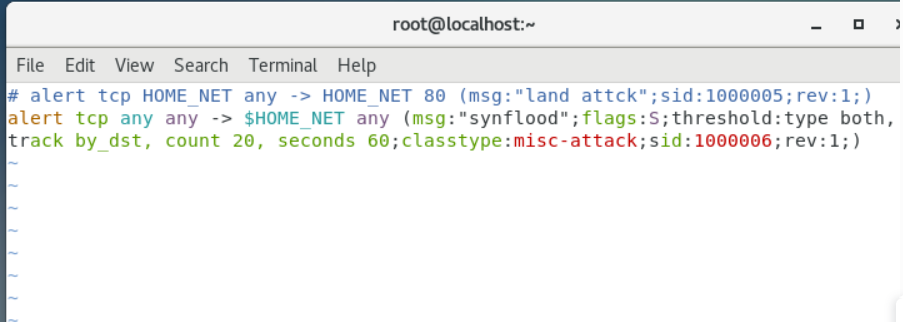 root@localhost:~
File Edit View Search Terminal Help
# alert tcp HOME_NET any -> HOME_NET 80 (msg:"land attck";sid:1000005;rev:1;)
alert tcp any any -> $HOME_NET any (msg:"synflood";flags:S;threshold:type both,
track by_dst, count 20, seconds 60;classtype:misc-attack;sid:1000006;rev:1;)
~
~
~
~
~
~
~
~